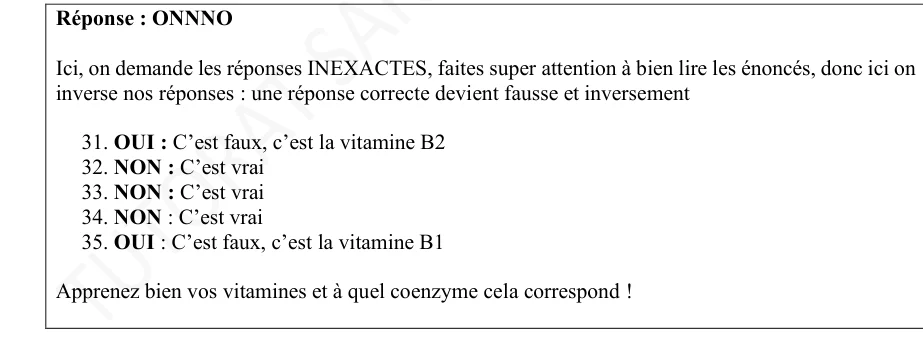 Réponse : ONNNO
Ici, on demande les réponses INEXACTES, faites super attention à bien lire les énoncés, donc ici on
inverse nos réponses : une réponse correcte devient fausse et inversement
31. OUI : C'est faux, c'est la vitamine B2
32. NON : C'est vrai
33. NON : C'est vrai
34. NON : C'est vrai
35. OUI : C'est faux, c'est la vitamine B1
Apprenez bien vos vitamines et à quel coenzyme cela correspond !